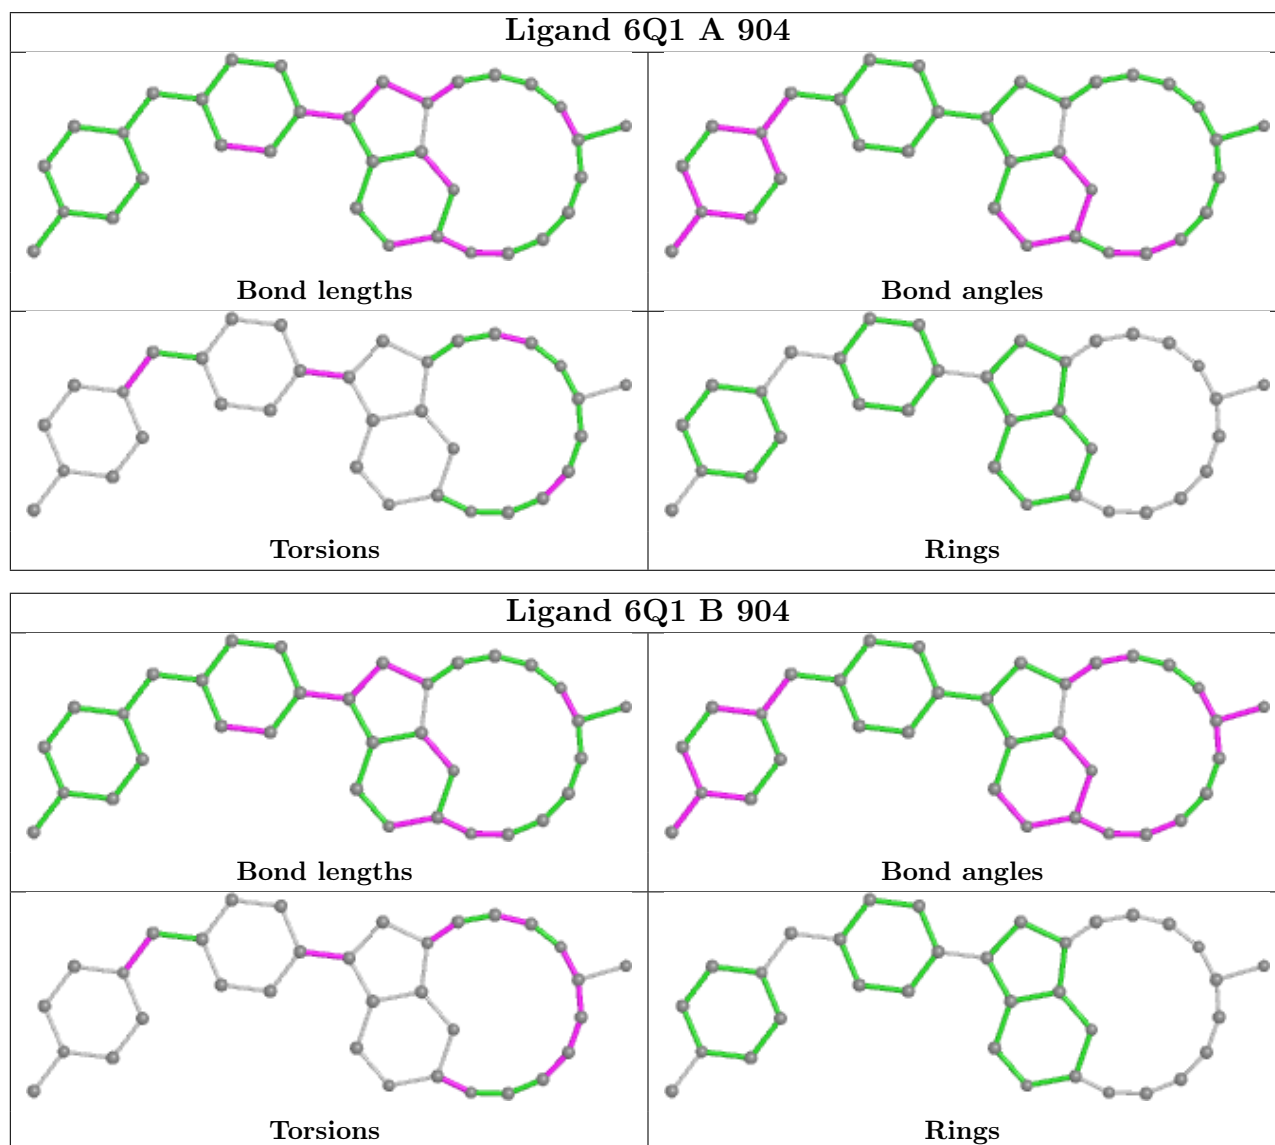 Ligand 6Q1 A 904
Bond lengths
Bond angles
Torsions
Rings
Ligand 6Q1 B 904
Bond lengths
Bond angles
Torsions
Rings